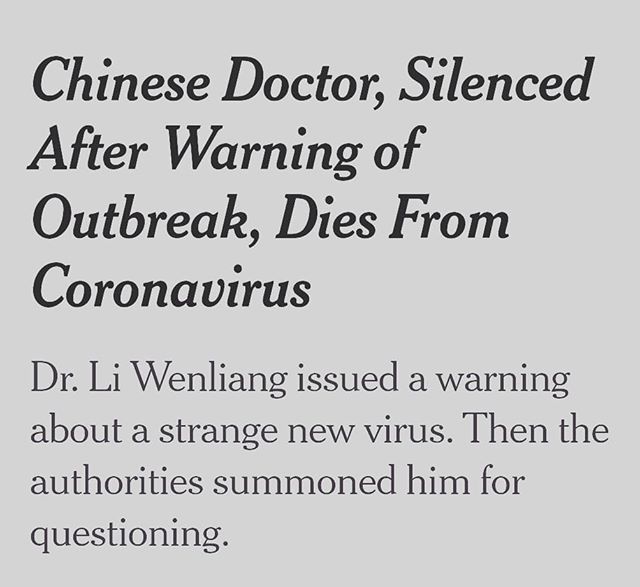 Chinese Doctor, Silenced
After Warning of
Outbreak, Dies From
Coronavirus
Dr. Li Wenliang issued a warning
about a strange new virus. Then the
authorities summoned him for
questioning.